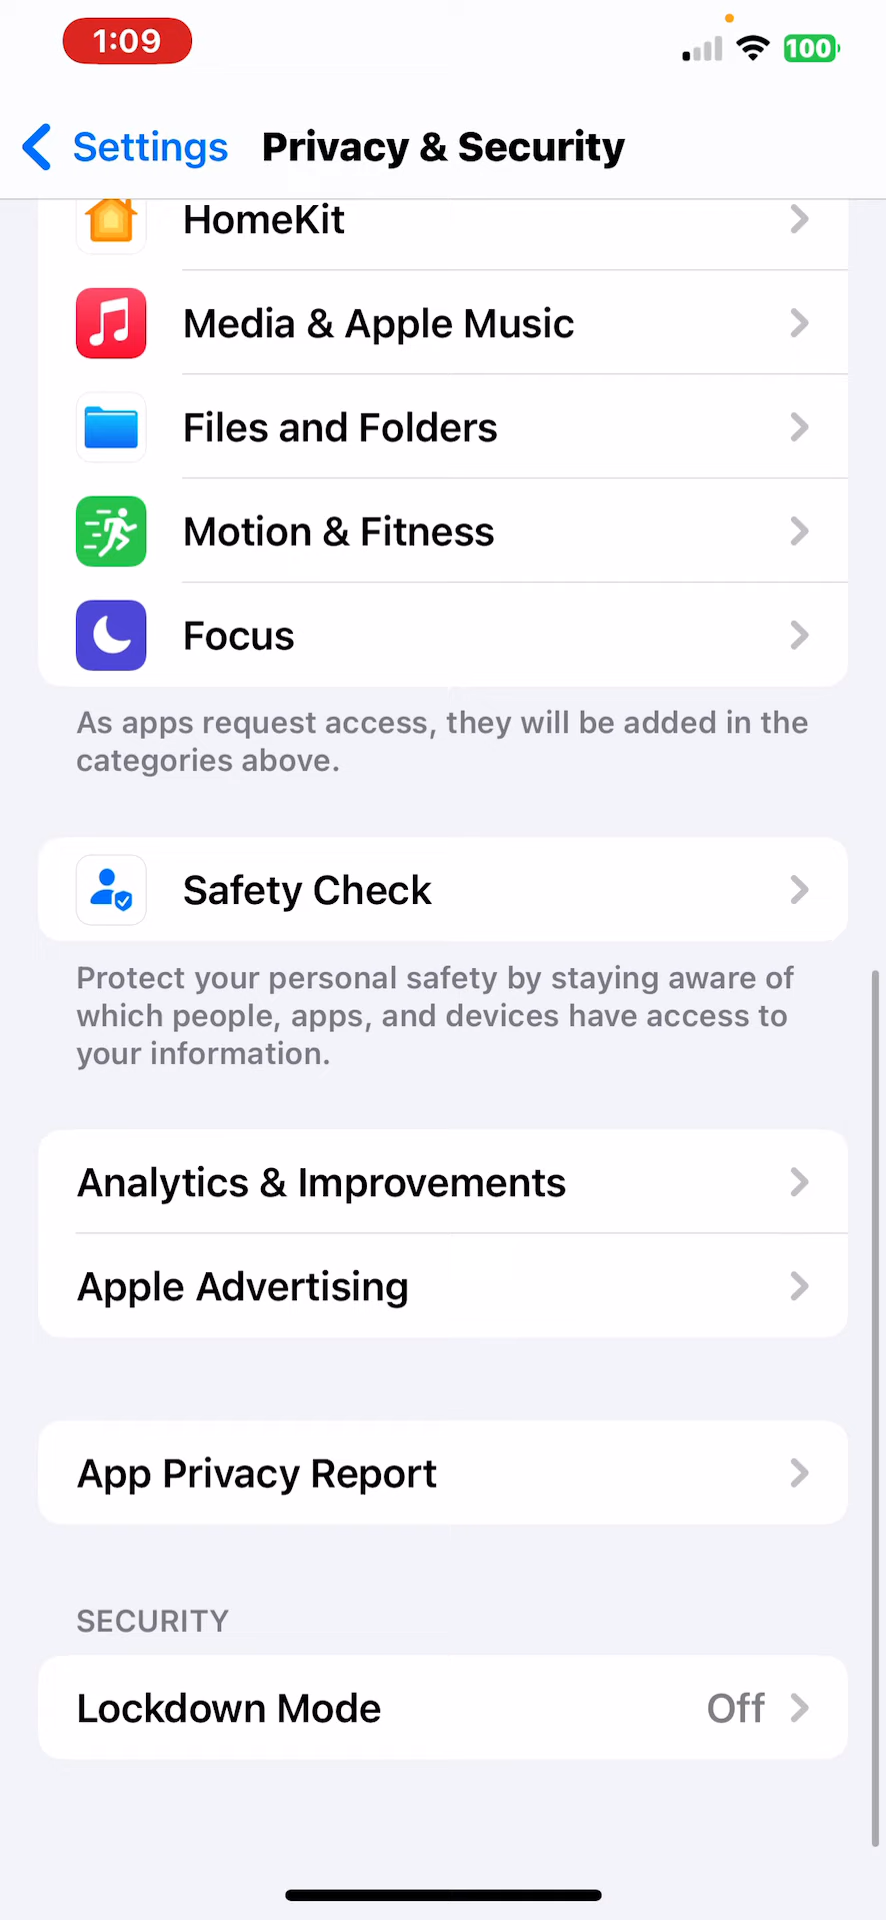 1:09
100
Settings
Privacy & Security
HomeKit
Media & Apple Music
Files and Folders
Motion & Fitness
Focus
As apps request access, they will be added in the
categories above.
Safety Check
Protect your personal safety by staying aware of
which people, apps, and devices have access to
your information.
Analytics & Improvements
Apple Advertising
App Privacy Report
SECURITY
Lockdown Mode Off